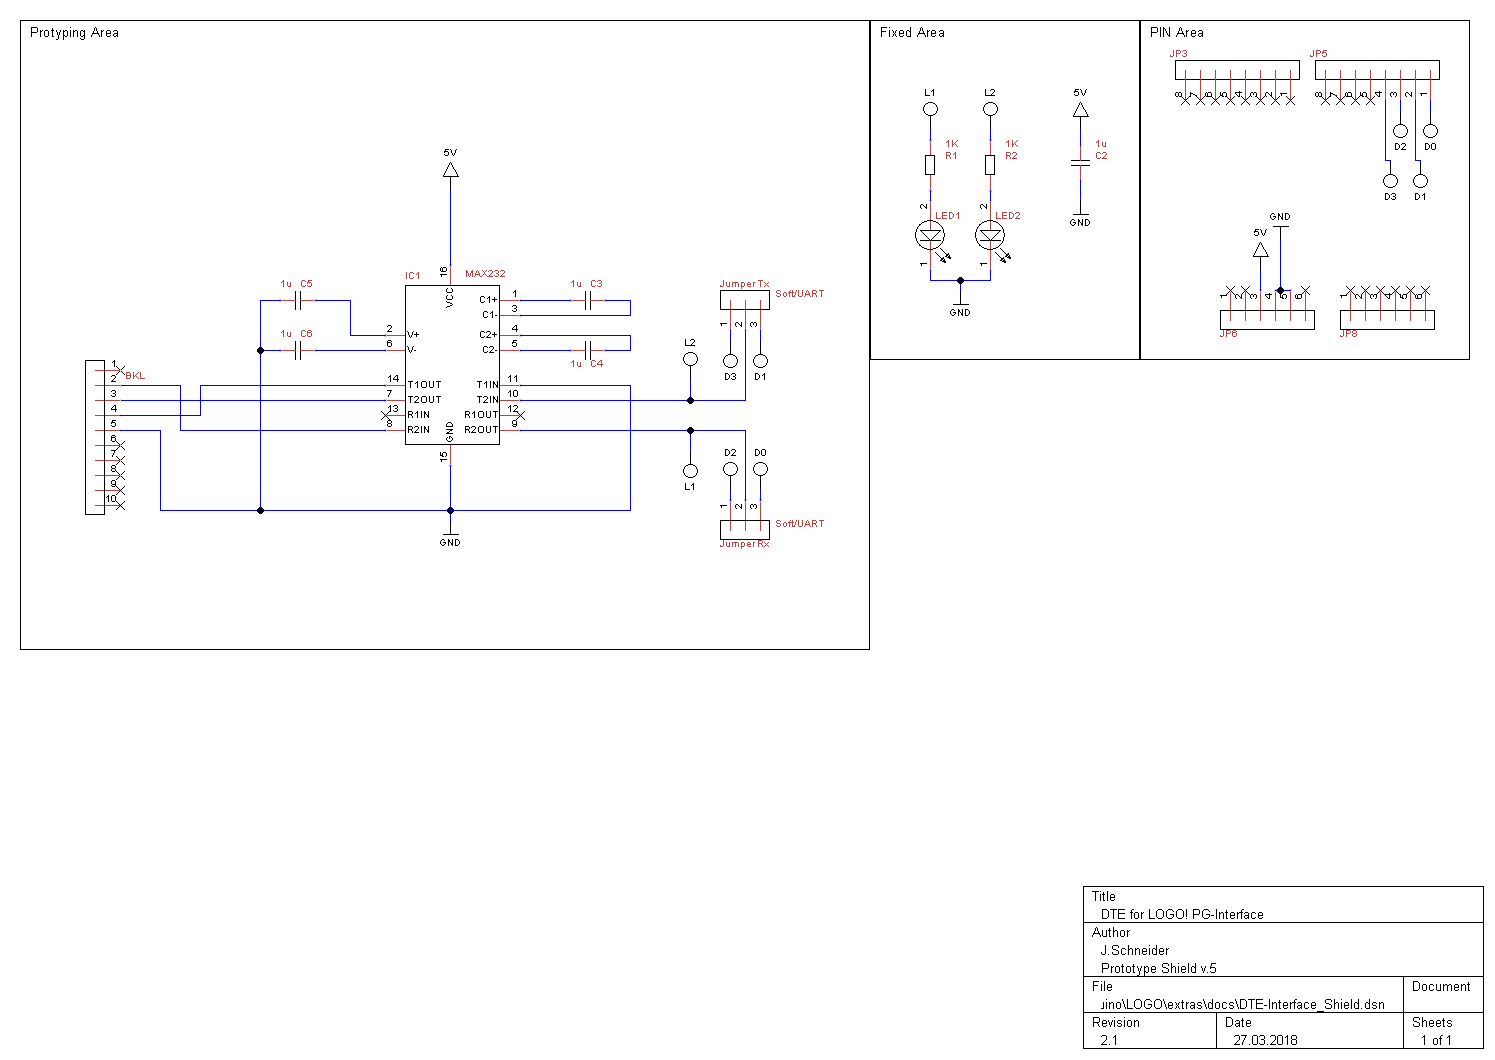 Protyping Area
Fixed Area
PIN Area
JP3
JP5
8 7 6 5 4 3 2 1
8 7 6 5 4 3 2 1
D2 D0
D3 D1
L1 L2 5V
1K 1K 1u
R1 R2 C2
2 2
LED1 LED2
GND
1 1
GND
GND
5V
1 2 3 4 5 6
1 2 3 4 5 6
JP6
JP8
5V
16
IC1 MAX232
VCC
1u C5
1u C6
2 V+
6 V-
14 T1OUT
7 T2OUT
13 R1IN
8 R2IN
C1+ 1
C1- 3
C2+ 4
C2- 5
T1IN 11
T2IN 10
R1OUT 12
R2OUT 9
GND
15
GND
1u C3
1u C4
Jumper Tx
Soft/UART
1 2 3
L2
D3 D1
D2 D0
L1
1 2 3
Soft/UART
Jumper Rx
BKL
1
2
3
4
5
6
7
8
9
10
Title
DTE for LOGO! PG-Interface
Author
J.Schneider
Prototype Shield v.5
File
Document
ino\LOGO\extras\docs\DTE-Interface_Shield.dsn
Revision
Date
Sheets
2.1
27.03.2018
1 of 1